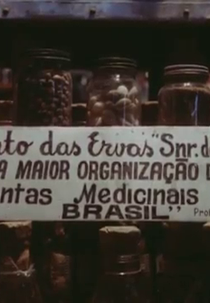 to das Ervas "Snr. d
A MAIOR ORGANIZAÇÃO D
ntas Medicinais
BRASIL"